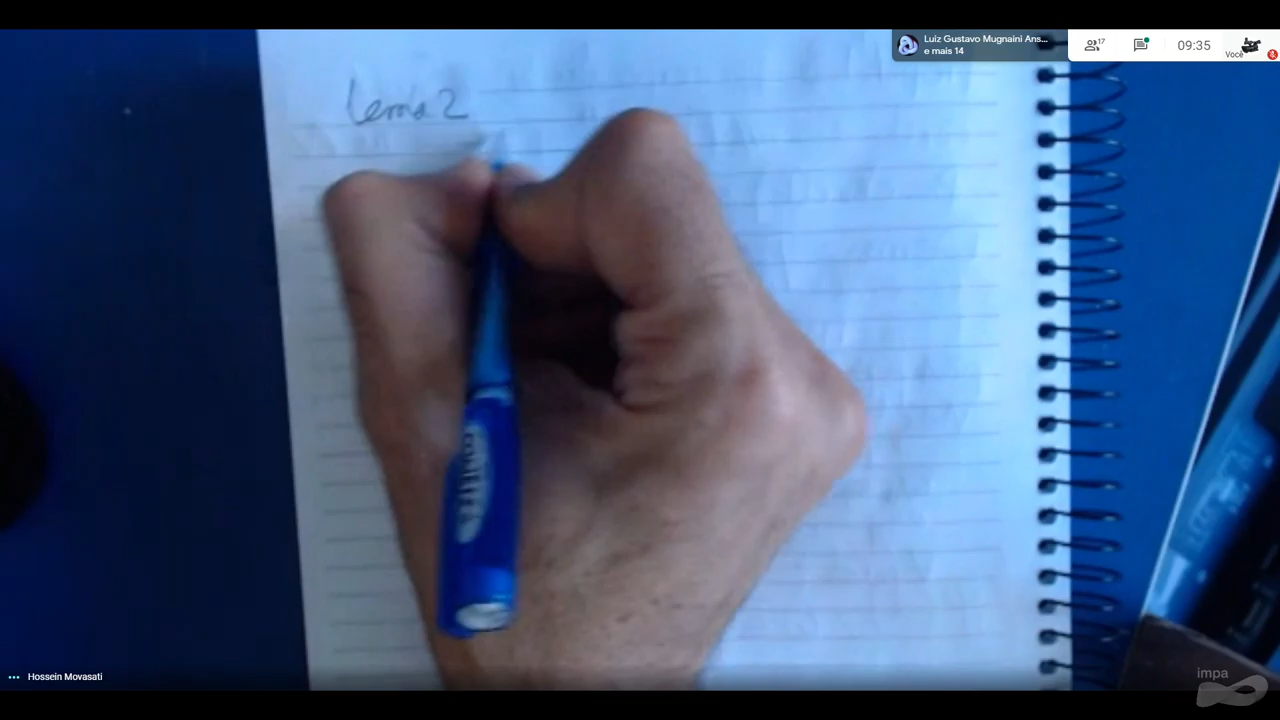 Luiz Gustavo Mugnaini Ans...
e mais 14
17
09:35
Você
Lema 2
Hossein Movasati
impa